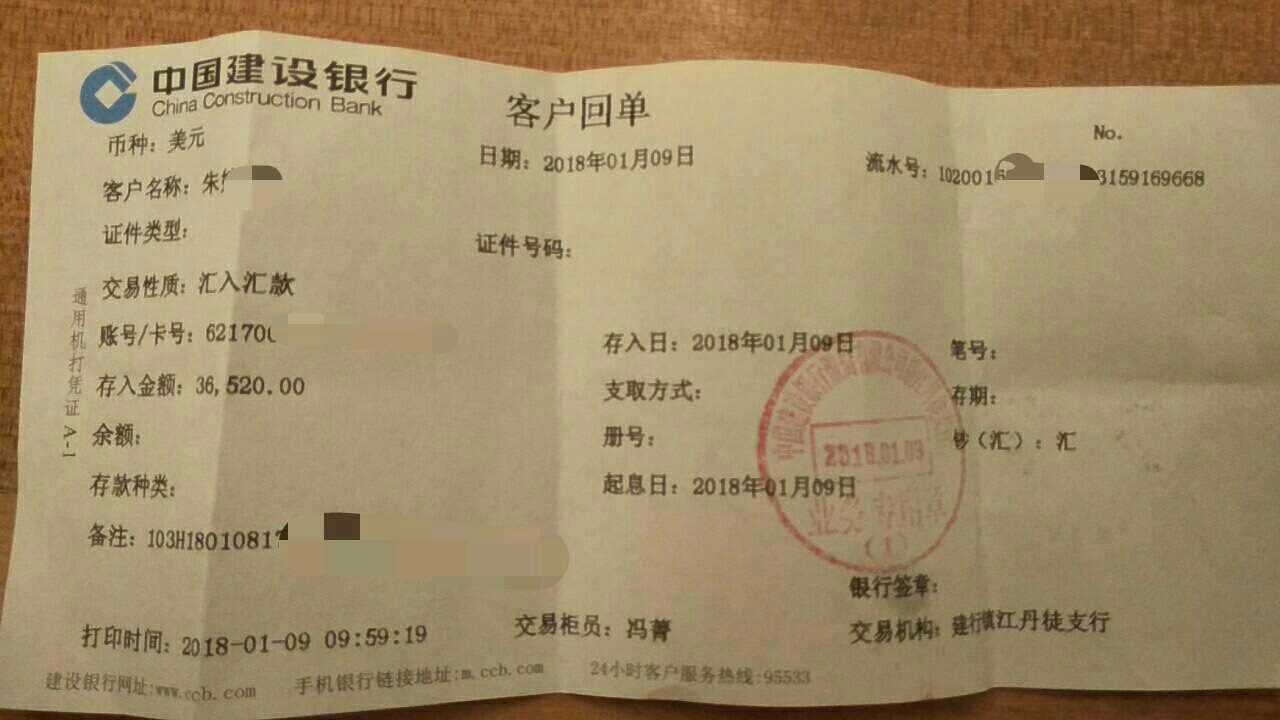 中国建设银行
China Construction Bank
客户回单
No.
币种：美元
日期：2018年01月09日
流水号：102001 3159169668
客户名称：朱
证件类型：
证件号码：
交易性质：汇入汇款
账号/卡号：62170
存入日：2018年01月09日
笔号：
存入金额：36,520.00
支取方式：
存期：
余额：
册号：
钞（汇）：汇
存款种类：
起息日：2018年01月09日
备注：103H1801081
银行签章：
打印时间：2018-01-09 09:59:19
交易柜员：冯菁
交易机构：建行镇江丹徒支行
建设银行网址:www.ccb.com
手机银行链接地址:m.ccb.com
24小时客户服务热线:95533
通用机打凭证 A-1
2018.01.09
业务专用章
（1）